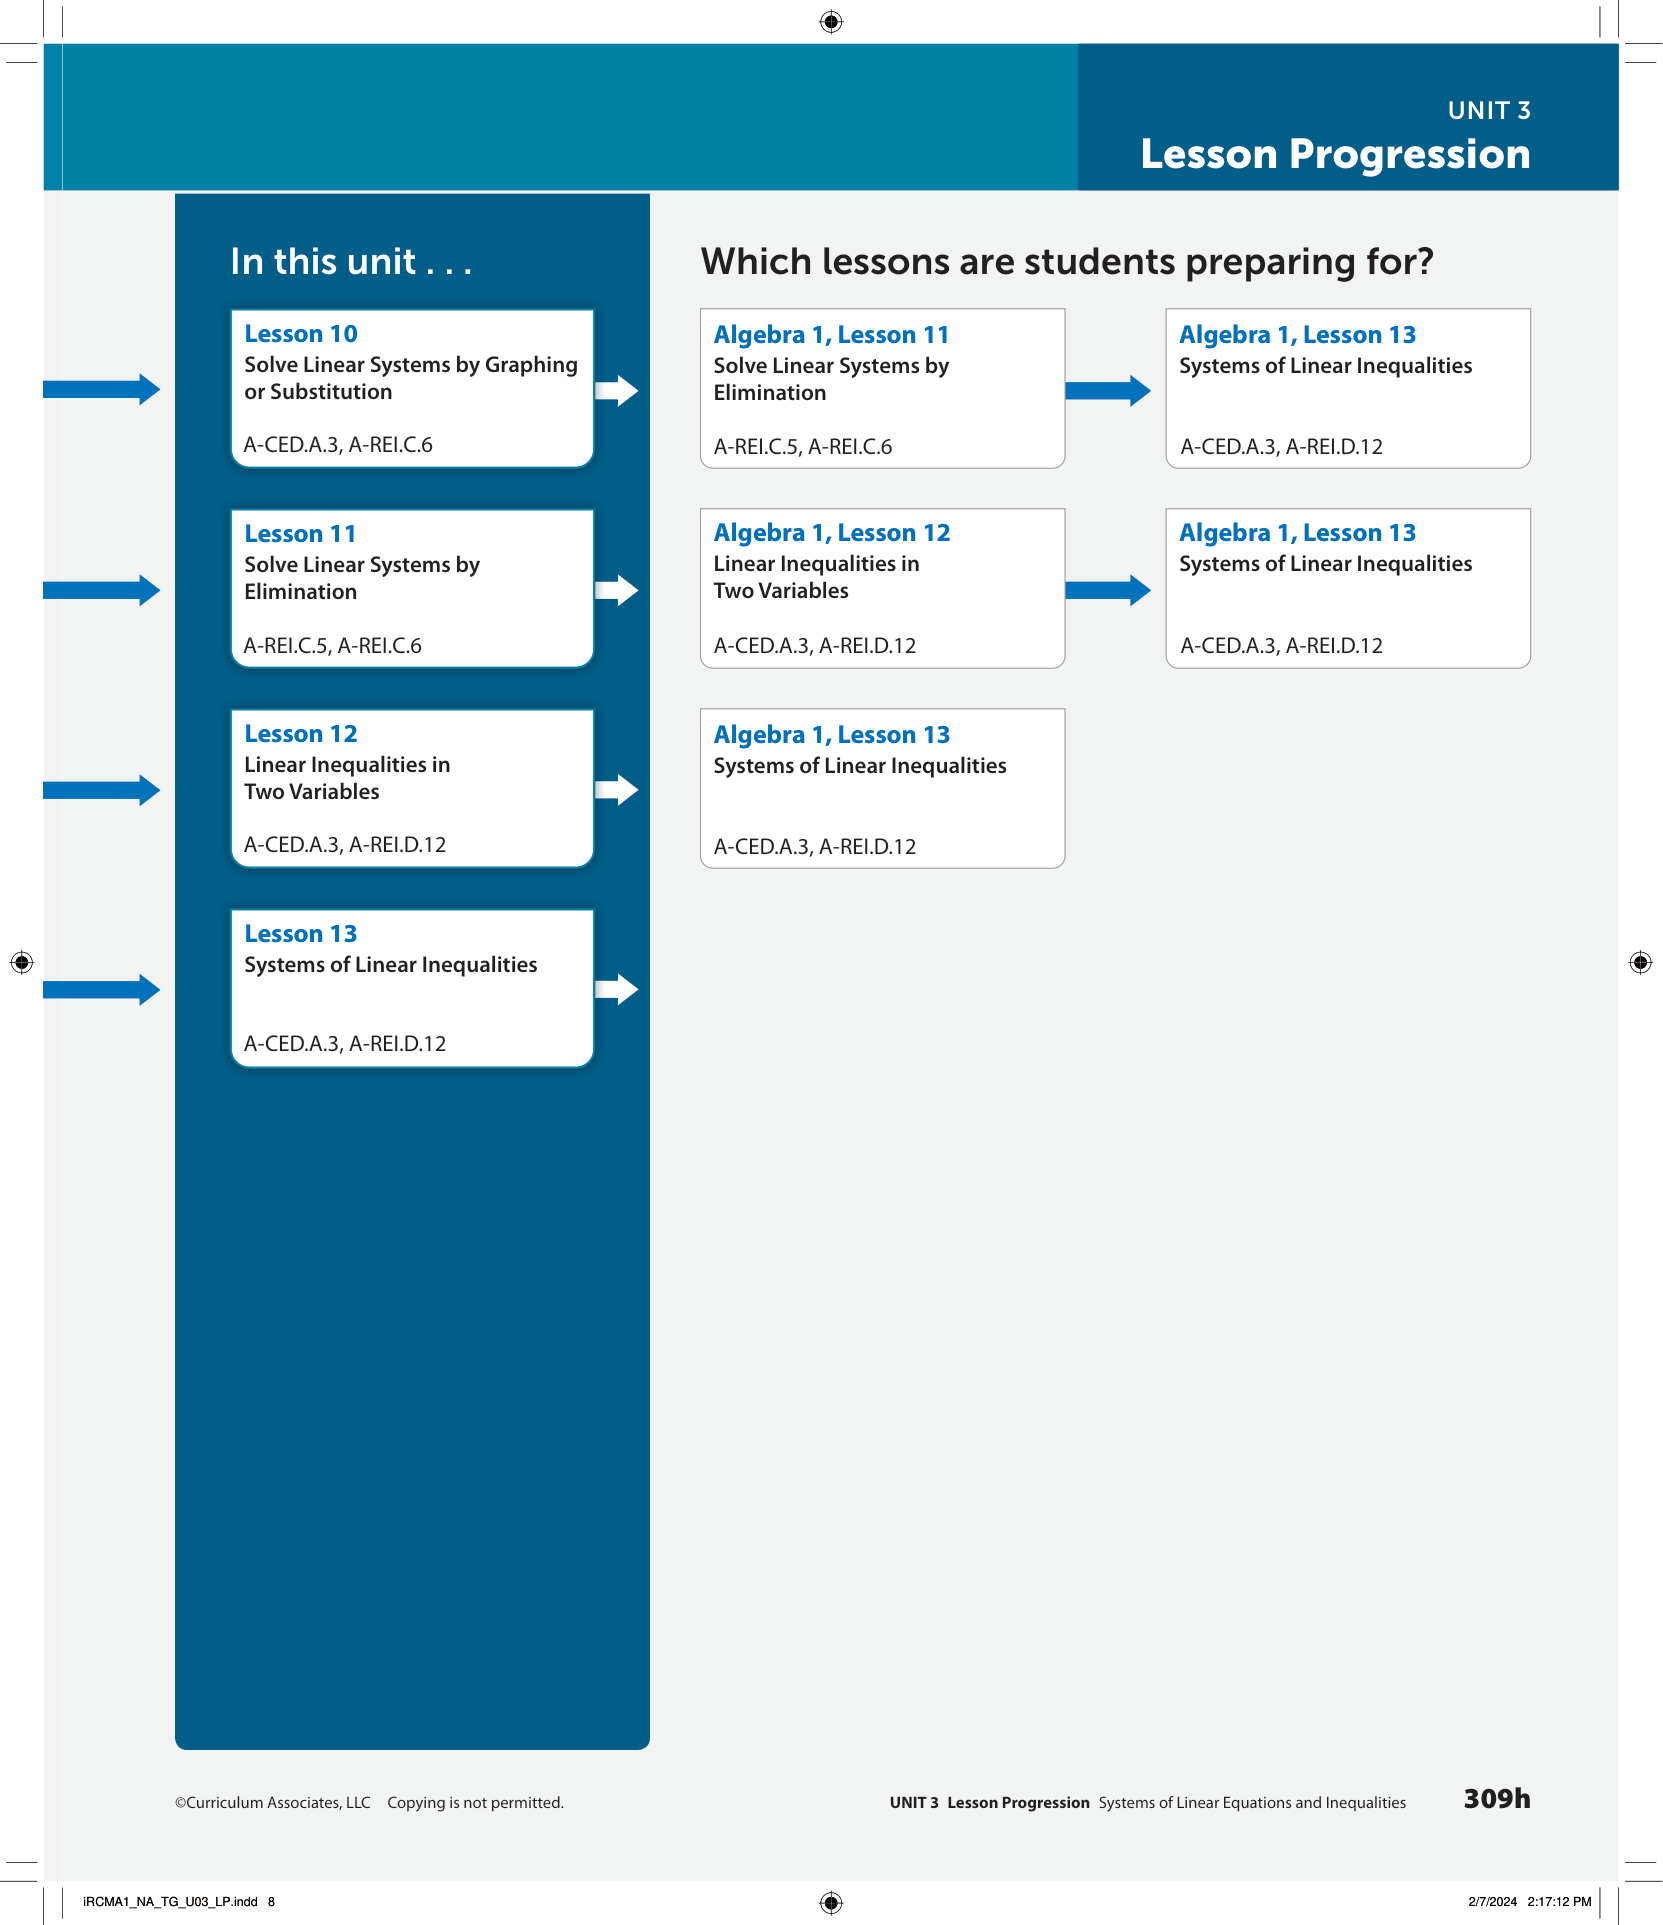 UNIT 3
Lesson Progression
In this unit . . .
Which lessons are students preparing for?
Lesson 10
Solve Linear Systems by Graphing
or Substitution
A-CED.A.3, A-REI.C.6
Algebra 1, Lesson 11
Solve Linear Systems by
Elimination
A-REI.C.5, A-REI.C.6
Algebra 1, Lesson 13
Systems of Linear Inequalities
A-CED.A.3, A-REI.D.12
Lesson 11
Solve Linear Systems by
Elimination
A-REI.C.5, A-REI.C.6
Algebra 1, Lesson 12
Linear Inequalities in
Two Variables
A-CED.A.3, A-REI.D.12
Algebra 1, Lesson 13
Systems of Linear Inequalities
A-CED.A.3, A-REI.D.12
Lesson 12
Linear Inequalities in
Two Variables
A-CED.A.3, A-REI.D.12
Algebra 1, Lesson 13
Systems of Linear Inequalities
A-CED.A.3, A-REI.D.12
Lesson 13
Systems of Linear Inequalities
A-CED.A.3, A-REI.D.12
©Curriculum Associates, LLC Copying is not permitted.
UNIT 3 Lesson Progression Systems of Linear Equations and Inequalities 309h
iRCMA1_NA_TG_U03_LP.indd 8
2/7/2024 2:17:12 PM